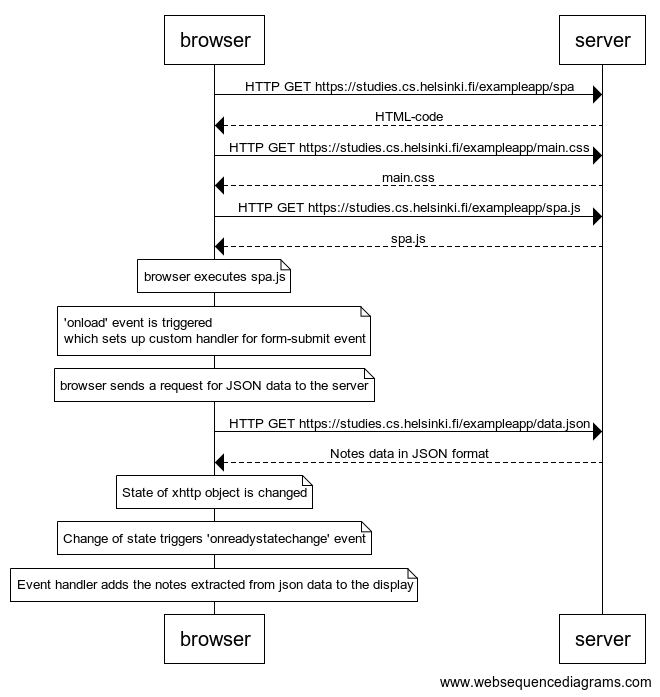 browser
server
HTTP GET https://studies.cs.helsinki.fi/exampleapp/spa
HTML-code
HTTP GET https://studies.cs.helsinki.fi/exampleapp/main.css
main.css
HTTP GET https://studies.cs.helsinki.fi/exampleapp/spa.js
spa.js
browser executes spa.js
'onload' event is triggered
which sets up custom handler for form-submit event
browser sends a request for JSON data to the server
HTTP GET https://studies.cs.helsinki.fi/exampleapp/data.json
Notes data in JSON format
State of xhttp object is changed
Change of state triggers 'onreadystatechange' event
Event handler adds the notes extracted from json data to the display
browser
server
www.websequencediagrams.com